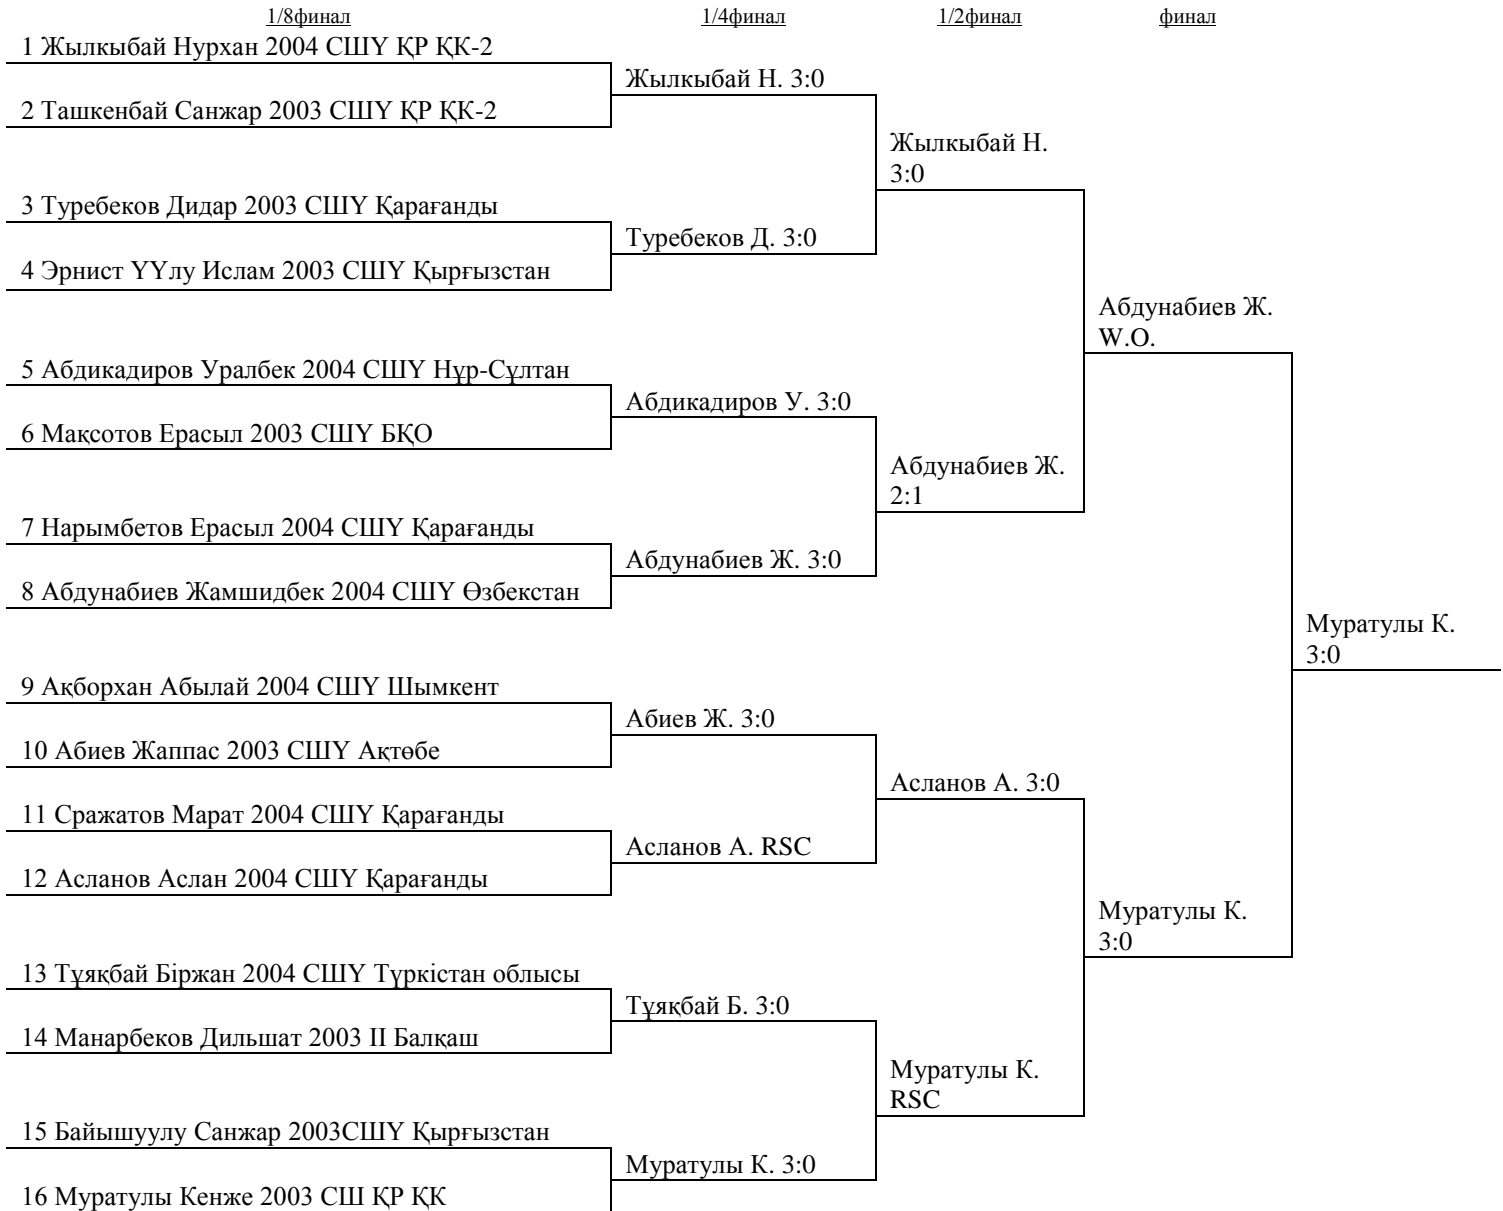 1/8финал
1/4финал
1/2финал
финал
1 Жылкыбай Нурхан 2004 СШҮ ҚР ҚК-2
Жылкыбай Н. 3:0
2 Ташкенбай Санжар 2003 СШҮ ҚР ҚК-2
Жылкыбай Н.
3:0
3 Туребеков Дидар 2003 СШҮ Қарағанды
Туребеков Д. 3:0
4 Эрнист ҮҮлу Ислам 2003 СШҮ Қырғызстан
Абдунабиев Ж.
W.O.
5 Абдикадиров Уралбек 2004 СШҮ Нұр-Сұлтан
Абдикадиров У. 3:0
6 Мақсотов Ерасыл 2003 СШҮ БҚО
Абдунабиев Ж.
2:1
7 Нарымбетов Ерасыл 2004 СШҮ Қарағанды
Абдунабиев Ж. 3:0
8 Абдунабиев Жамшидбек 2004 СШҮ Өзбекстан
Муратулы К.
3:0
9 Ақборхан Абылай 2004 СШҮ Шымкент
Абиев Ж. 3:0
10 Абиев Жаппас 2003 СШҮ Ақтөбе
Асланов А. 3:0
11 Сражатов Марат 2004 СШҮ Қарағанды
Асланов А. RSC
12 Асланов Аслан 2004 СШҮ Қарағанды
Муратулы К.
3:0
13 Тұяқбай Біржан 2004 СШҮ Түркістан облысы
Тұяқбай Б. 3:0
14 Манарбеков Дильшат 2003 II Балқаш
Муратулы К.
RSC
15 Байышуулу Санжар 2003СШҮ Қырғызстан
Муратулы К. 3:0
16 Муратулы Кенже 2003 СШ ҚР ҚК